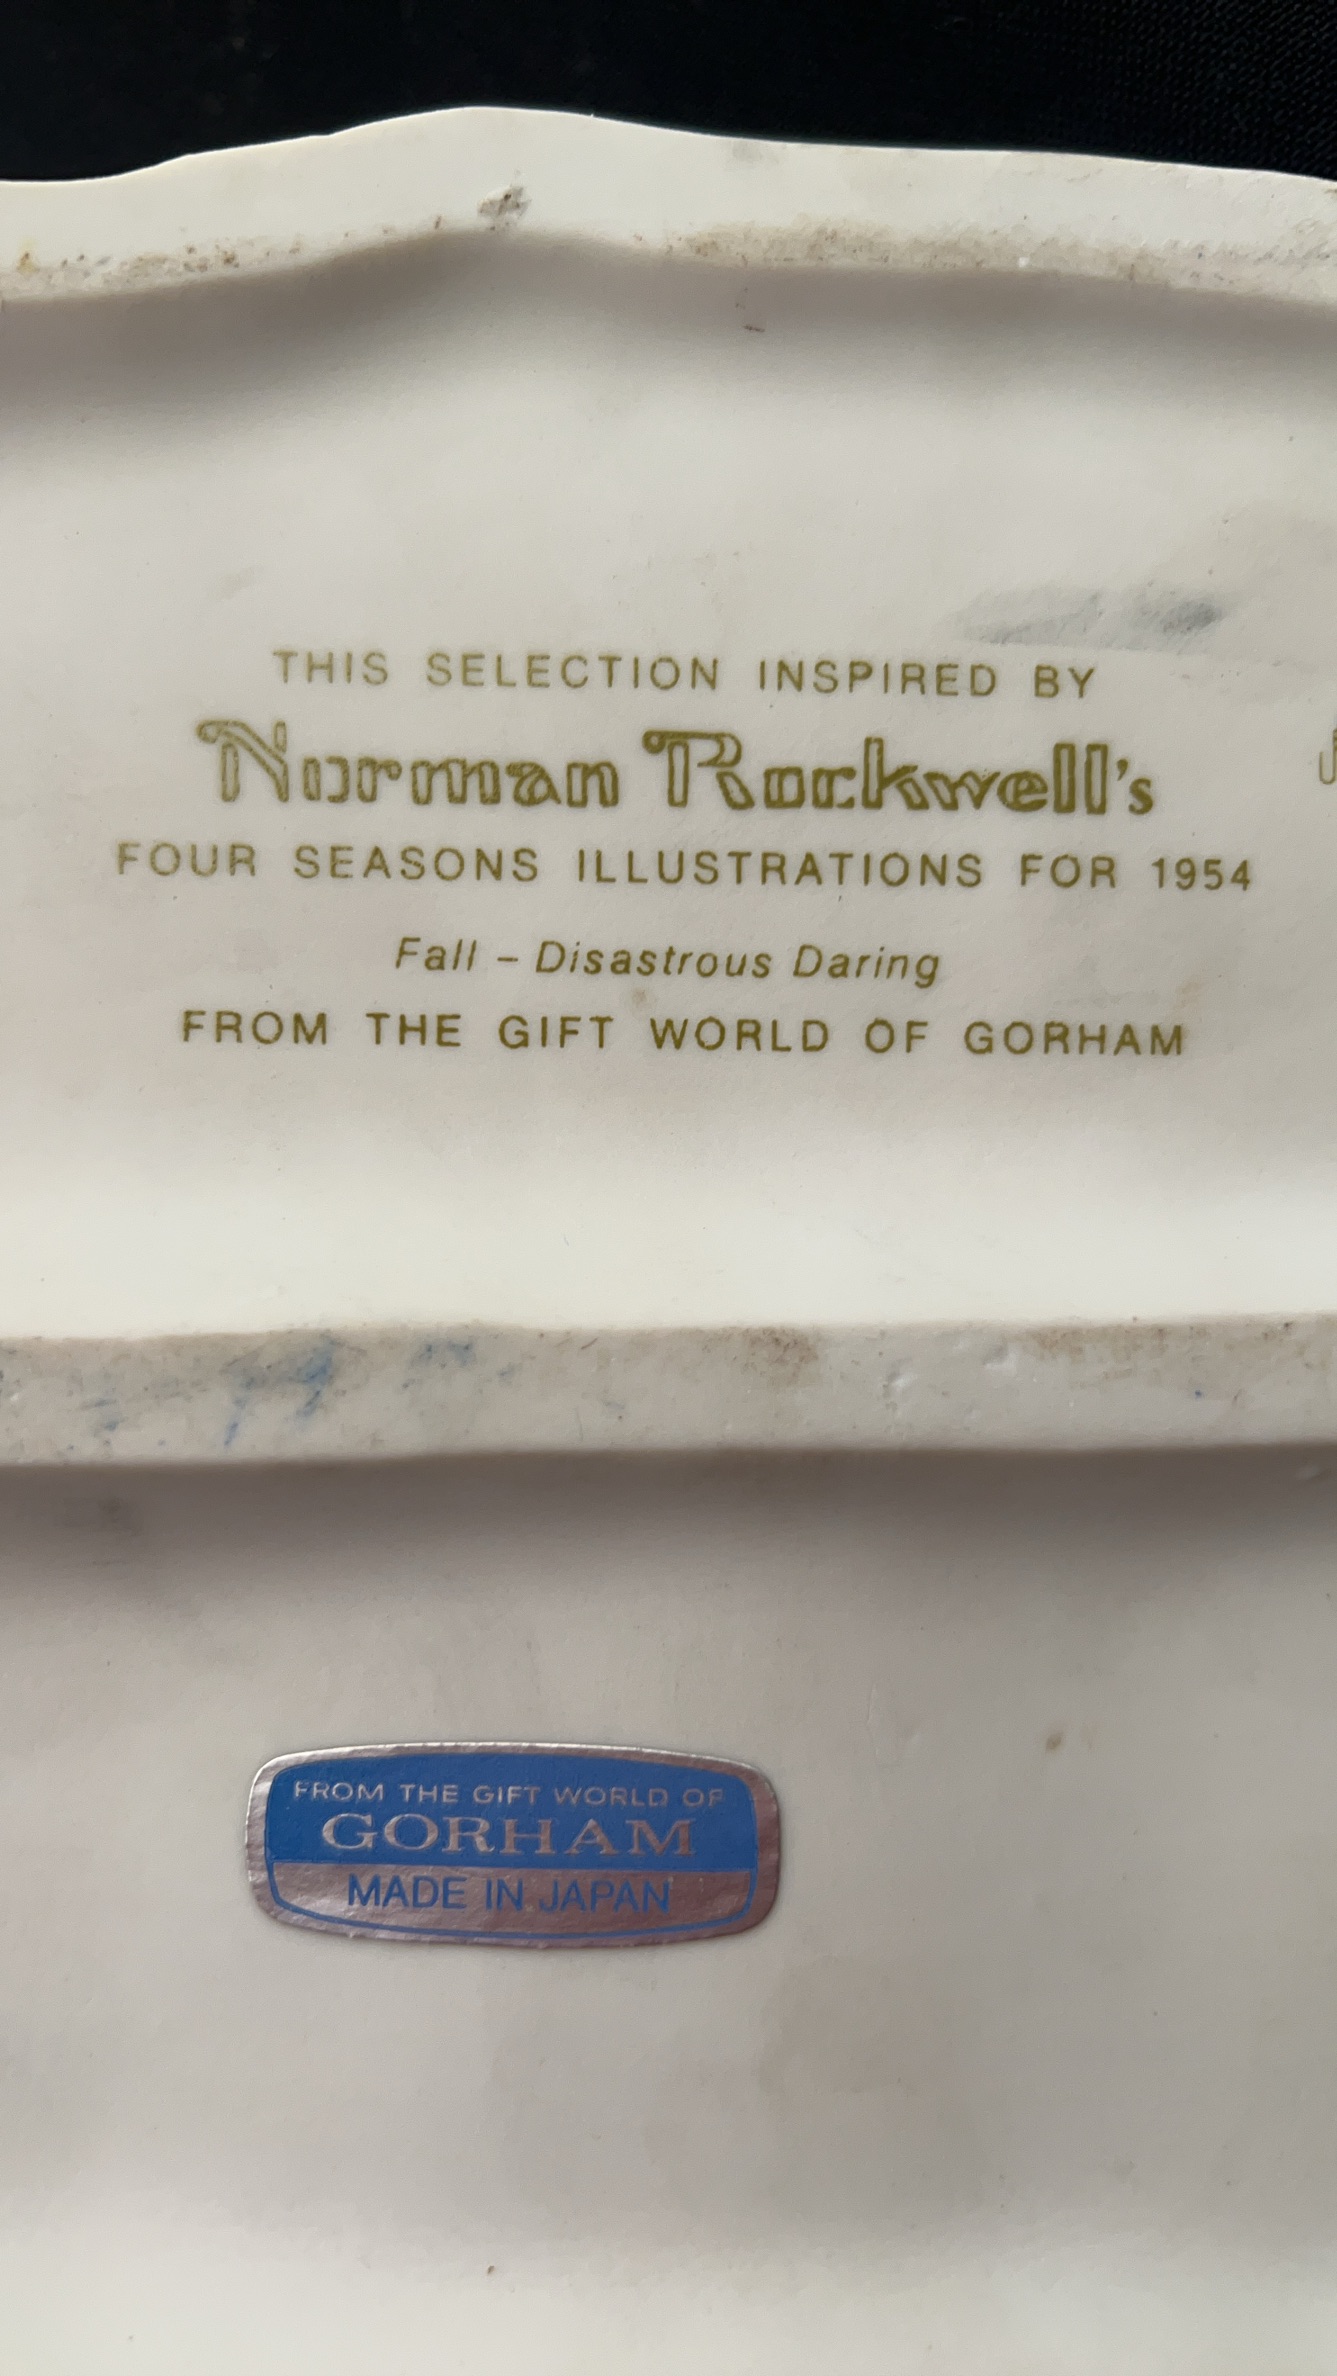 THIS SELECTION INSPIRED BY
Norman Rockwell's
FOUR SEASONS ILLUSTRATIONS FOR 1954
Fall – Disastrous Daring
FROM THE GIFT WORLD OF GORHAM
FROM THE GIFT WORLD OF
GORHAM
MADE IN JAPAN